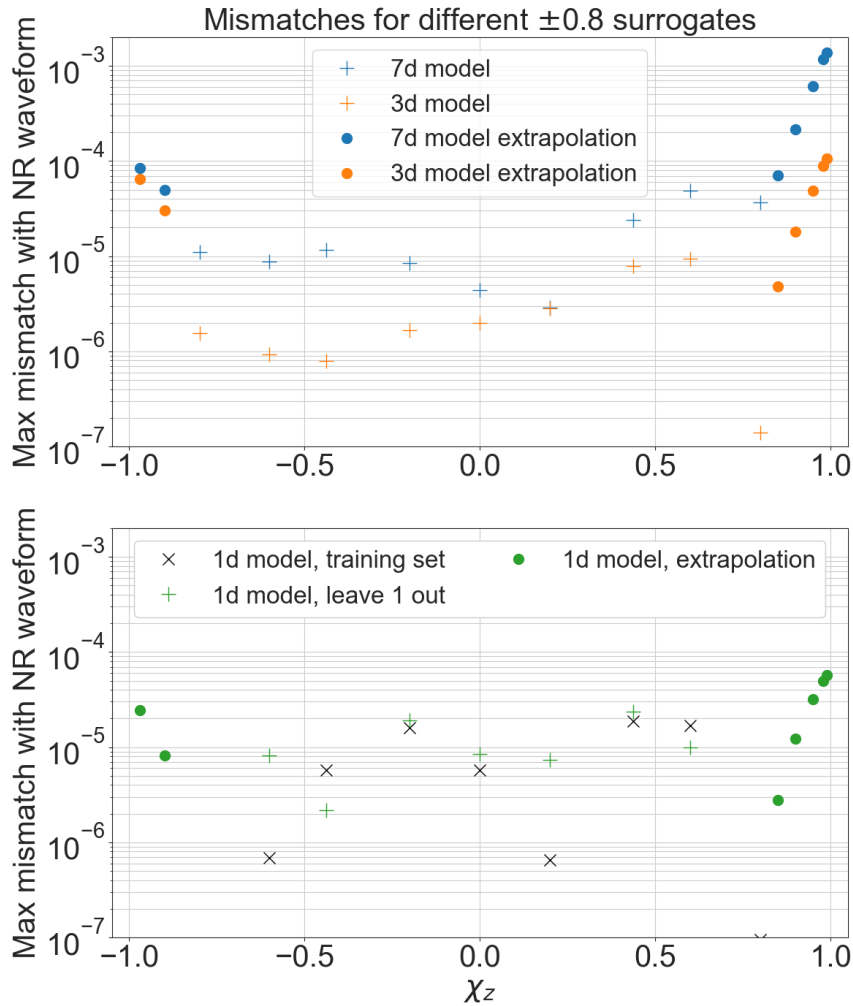 Mismatches for different ±0.8 surrogates
Max mismatch with NR waveform
10⁻³
10⁻⁴
10⁻⁵
10⁻⁶
10⁻⁷
7d model
3d model
7d model extrapolation
3d model extrapolation
−1.0 −0.5 0.0 0.5 1.0
Max mismatch with NR waveform
10⁻³
10⁻⁴
10⁻⁵
10⁻⁶
10⁻⁷
1d model, training set 1d model, extrapolation
1d model, leave 1 out
−1.0 −0.5 0.0 0.5 1.0
χ_z